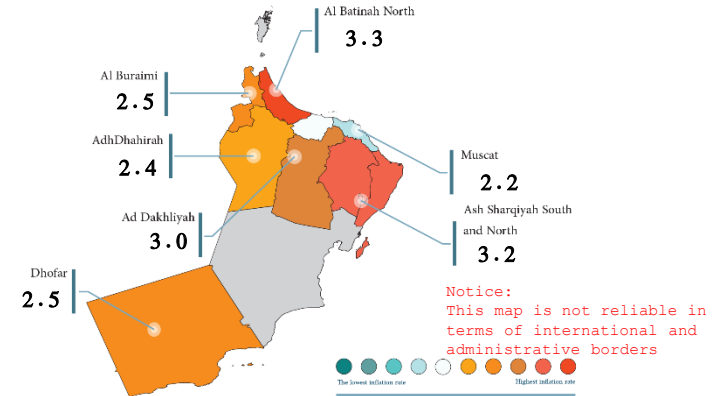 Al Batinah North
3.3
Al Buraimi
2.5
AdhDhahirah
2.4
Muscat
2.2
Ad Dakhliyah
3.0
Ash Sharqiyah South
and North
3.2
Dhofar
2.5
Notice:
This map is not reliable in
terms of international and
administrative borders
The lowest inflation rate
Highest inflation rate